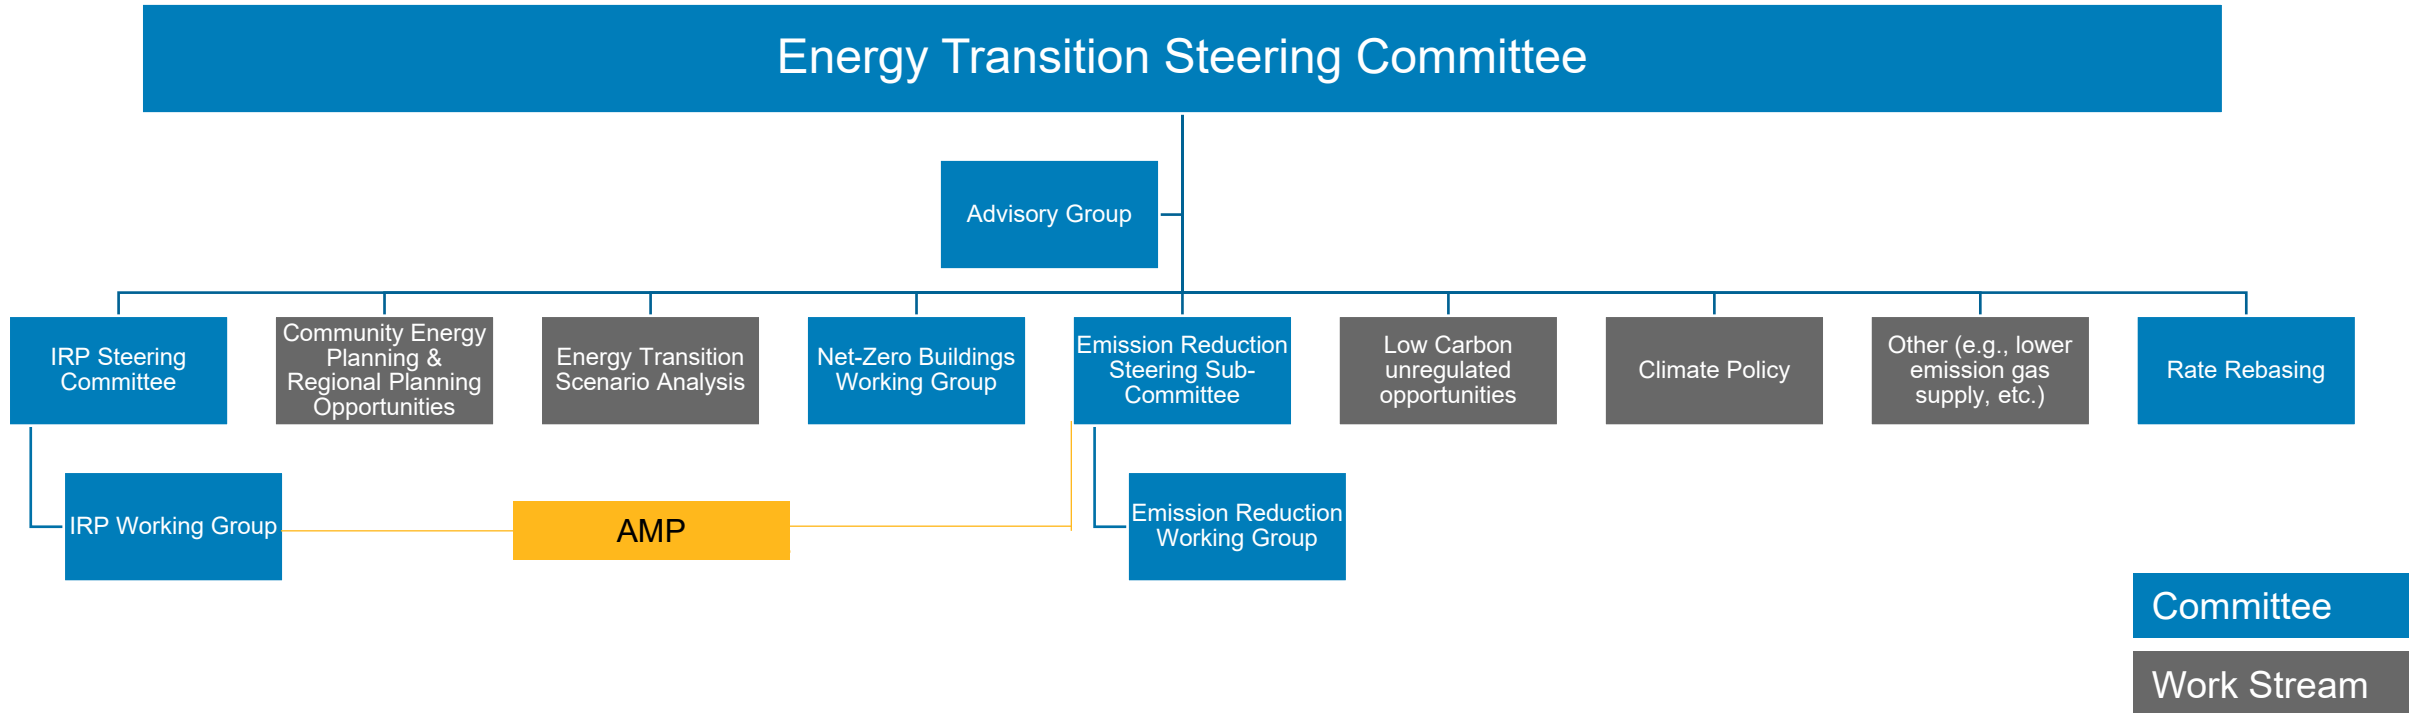 Energy Transition Steering Committee
Advisory Group
IRP Steering
Committee
Community Energy
Planning &
Regional Planning
Opportunities
Energy Transition
Scenario Analysis
Net-Zero Buildings
Working Group
Emission Reduction
Steering Sub-
Committee
Low Carbon
unregulated
opportunities
Climate Policy
Other (e.g., lower
emission gas
supply, etc.)
Rate Rebasing
IRP Working Group
AMP
Emission Reduction
Working Group
Committee
Work Stream